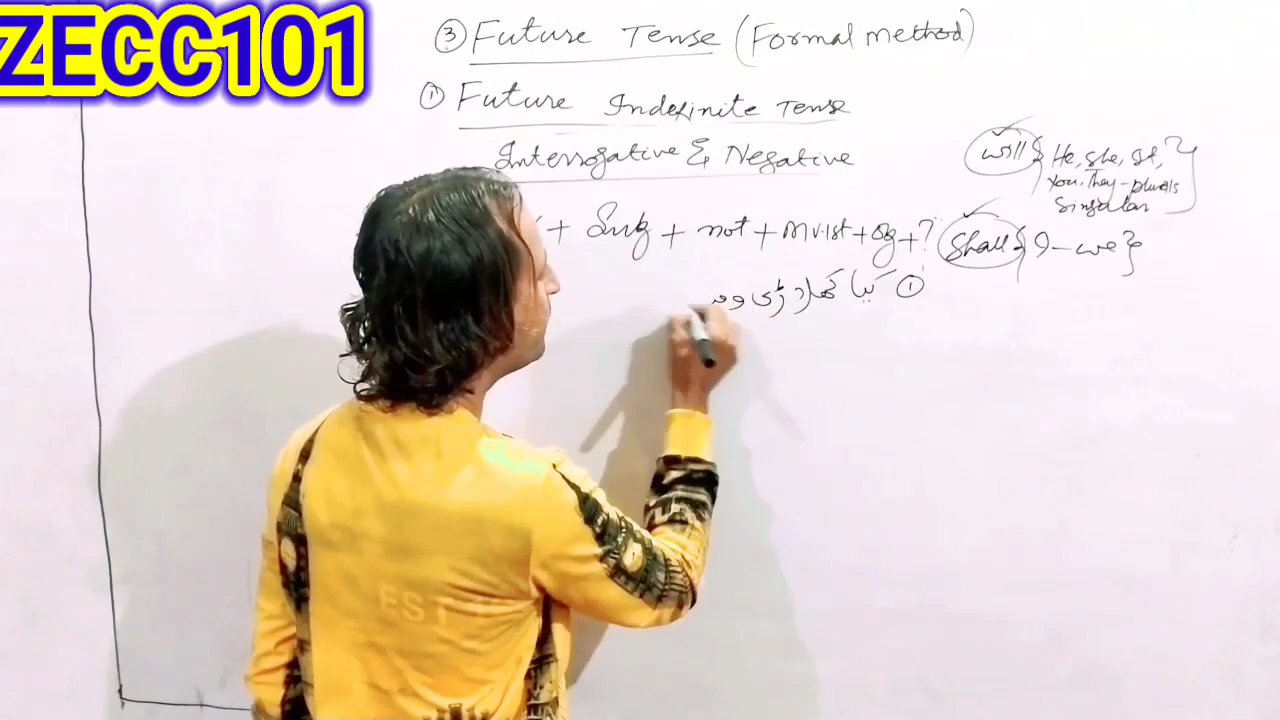 ZECC101
③ Future Tense (Formal method)
① Future Indefinite Tense
Interrogative & Negative
+ Sub + not + mv.1st + obj + ?
will { He, she, it, }
You, They - plurals
Singular
Shall { I - we }
① کیا کھلاڑی